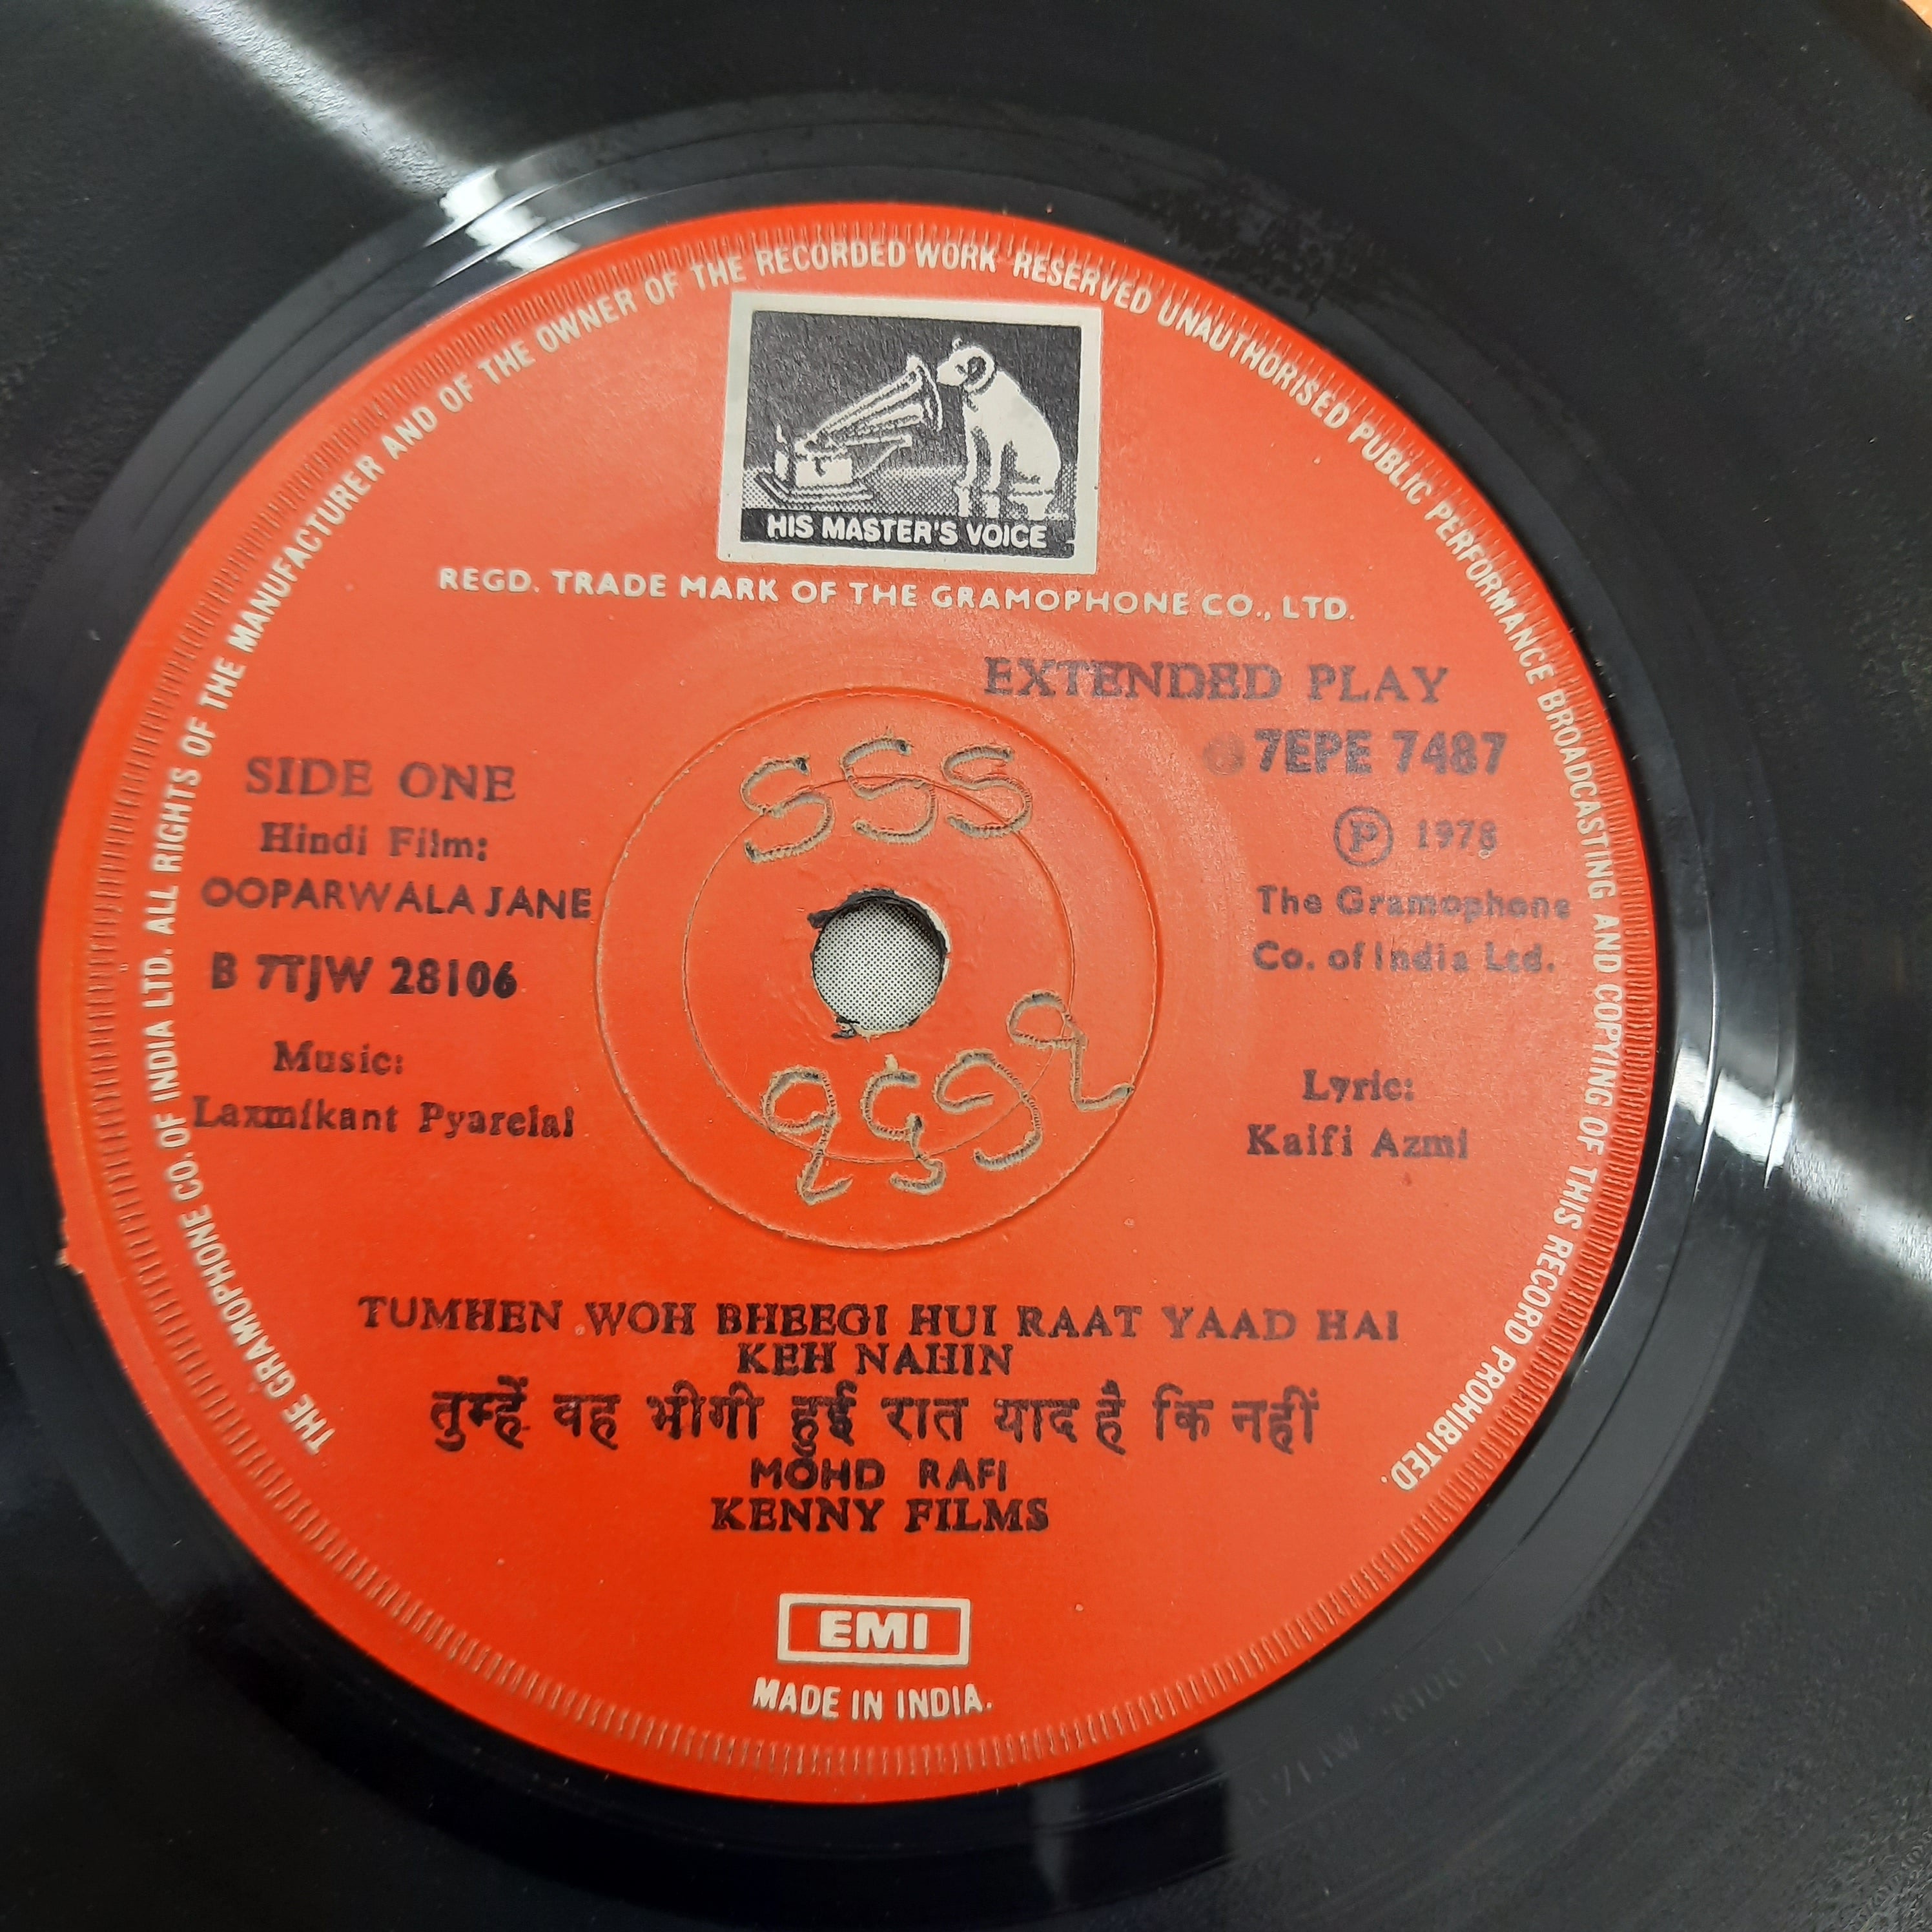 THE GRAMOPHONE CO. OF INDIA LTD. ALL RIGHTS OF THE MANUFACTURER AND OF THE OWNER OF THE RECORDED WORK RESERVED UNAUTHORISED PUBLIC PERFORMANCE BROADCASTING AND COPYING OF THIS RECORD PROHIBITED.
HIS MASTER'S VOICE
REGD. TRADE MARK OF THE GRAMOPHONE CO., LTD.
EXTENDED PLAY
7EPE 7487
Ⓟ 1978
The Gramophone
Co. of India Ltd.
SIDE ONE
Hindi Film:
OOPARWALA JANE
B 7TJW 28106
Music:
Laxmikant Pyarelal
SSS
Lyric:
Kaifi Azmi
TUMHEN WOH BHEEGI HUI RAAT YAAD HAI
KEH NAHIN
तुम्हें वह भीगी हुई रात याद है कि नहीं
MOHD RAFI
KENNY FILMS
EMI
MADE IN INDIA.